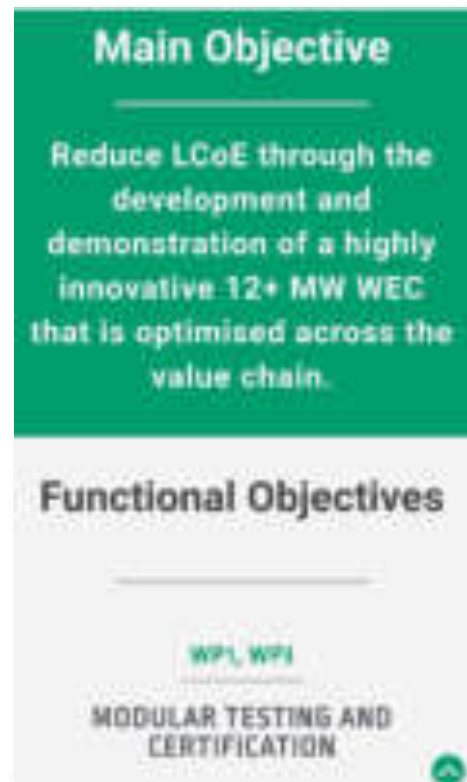 Main Objective
Reduce LCoE through the
development and
demonstration of a highly
innovative 12+ MW WEC
that is optimised across the
value chain.
Functional Objectives
WP1,
MODULAR TESTING AND
CERTIFICATION